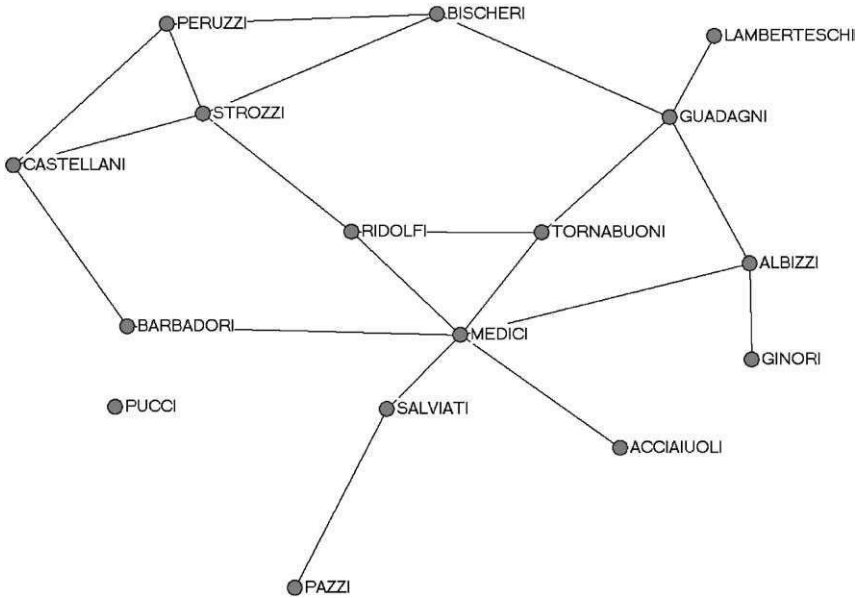 BISCHERI
PERUZZI
LAMBERTESCHI
STROZZI
GUADAGNI
CASTELLANI
RIDOLFI
TORNABUONI
ALBIZZI
BARBADORI
MEDICI
GINORI
PUCCI
SALVIATI
ACCIAIUOLI
PAZZI